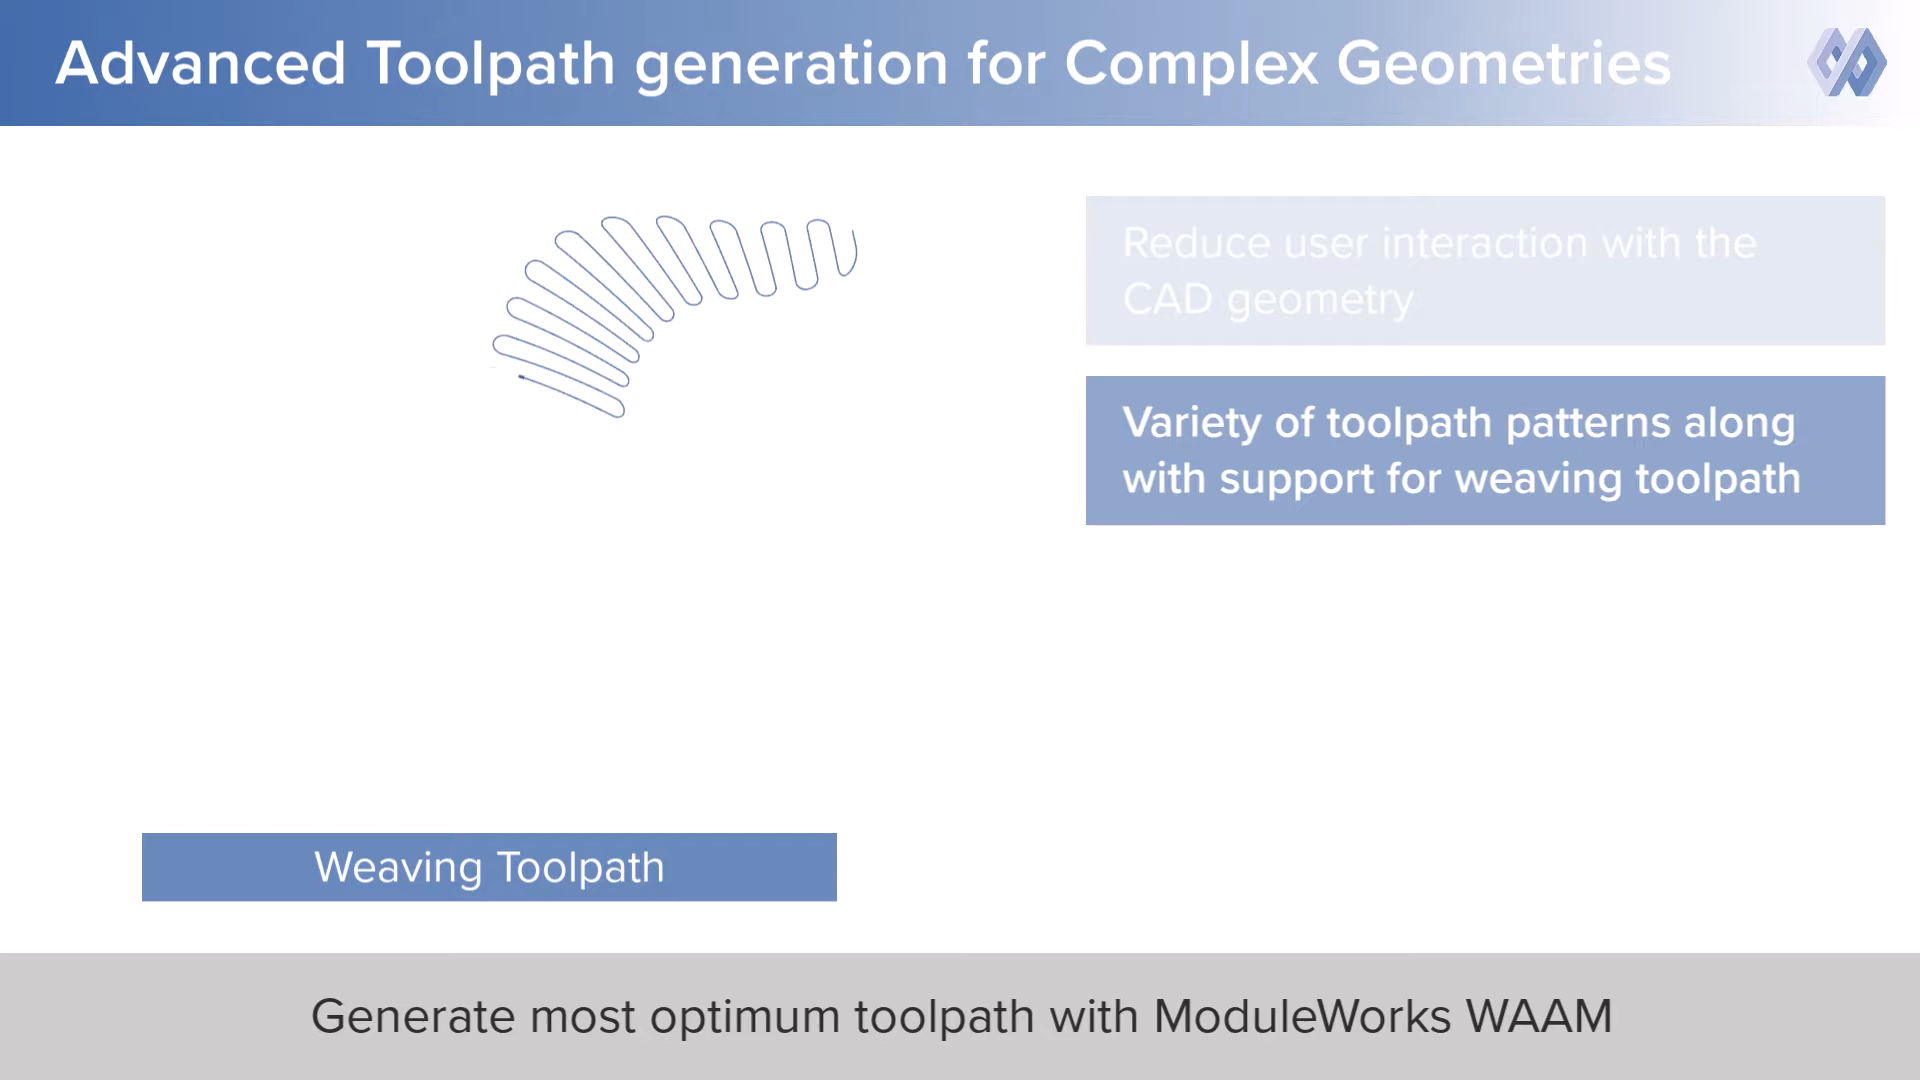 Advanced Toolpath generation for Complex Geometries
Reduce user interaction with the
CAD geometry
Variety of toolpath patterns along
with support for weaving toolpath
Weaving Toolpath
Generate most optimum toolpath with ModuleWorks WAAM